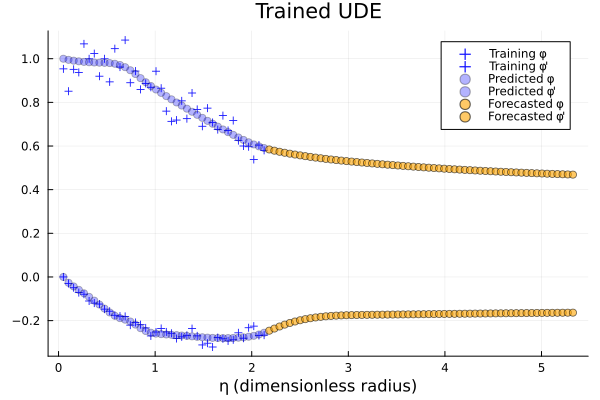 Trained UDE
Training φ
Training φ'
Predicted φ
Predicted φ'
Forecasted φ
Forecasted φ'
1.0
0.8
0.6
0.4
0.2
0.0
−0.2
0 1 2 3 4 5
η (dimensionless radius)